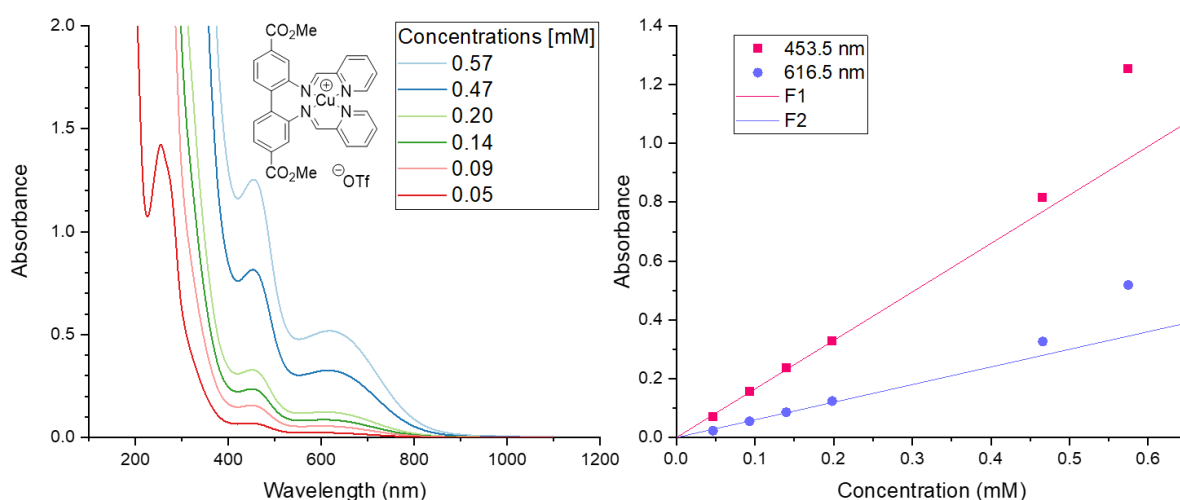 2.0
1.5
1.0
0.5
0.0
Absorbance
200
400
600
800
1000
1200
Wavelength (nm)
CO₂Me
N
N
+
Cu
N
N
CO₂Me
−
OTf
Concentrations [mM]
0.57
0.47
0.20
0.14
0.09
0.05
1.4
1.2
1.0
0.8
0.6
0.4
0.2
0.0
Absorbance
453.5 nm
616.5 nm
F1
F2
0.0
0.1
0.2
0.3
0.4
0.5
0.6
Concentration (mM)